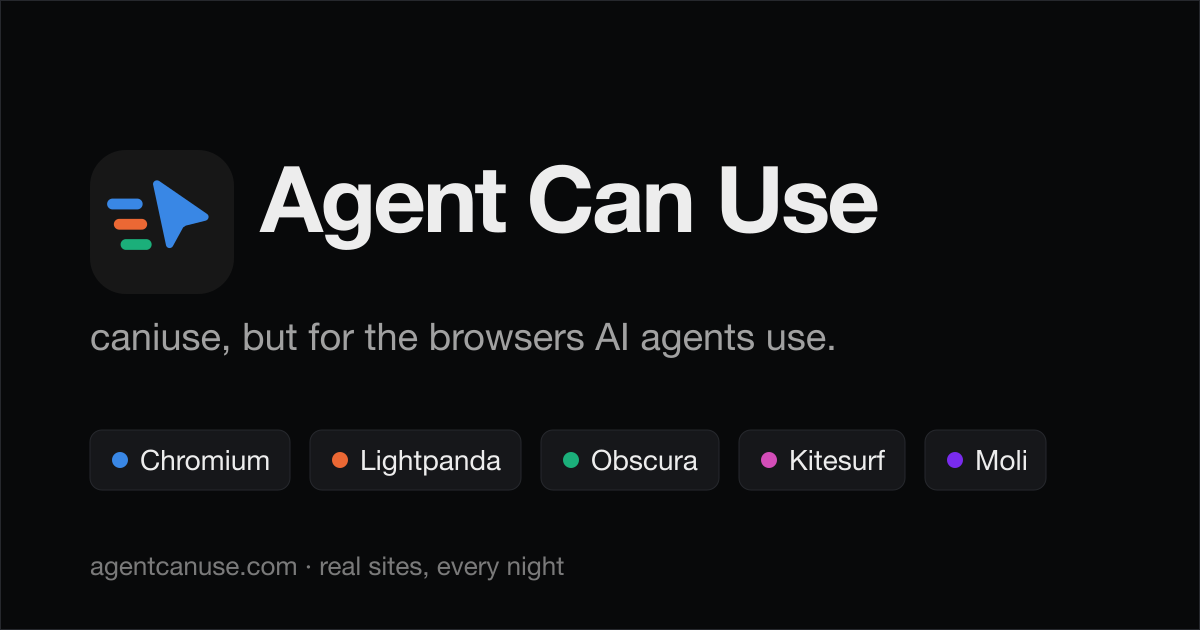 Agent Can Use
caniuse, but for the browsers AI agents use.
Chromium Lightpanda Obscura Kitesurf Moli
agentcanuse.com · real sites, every night